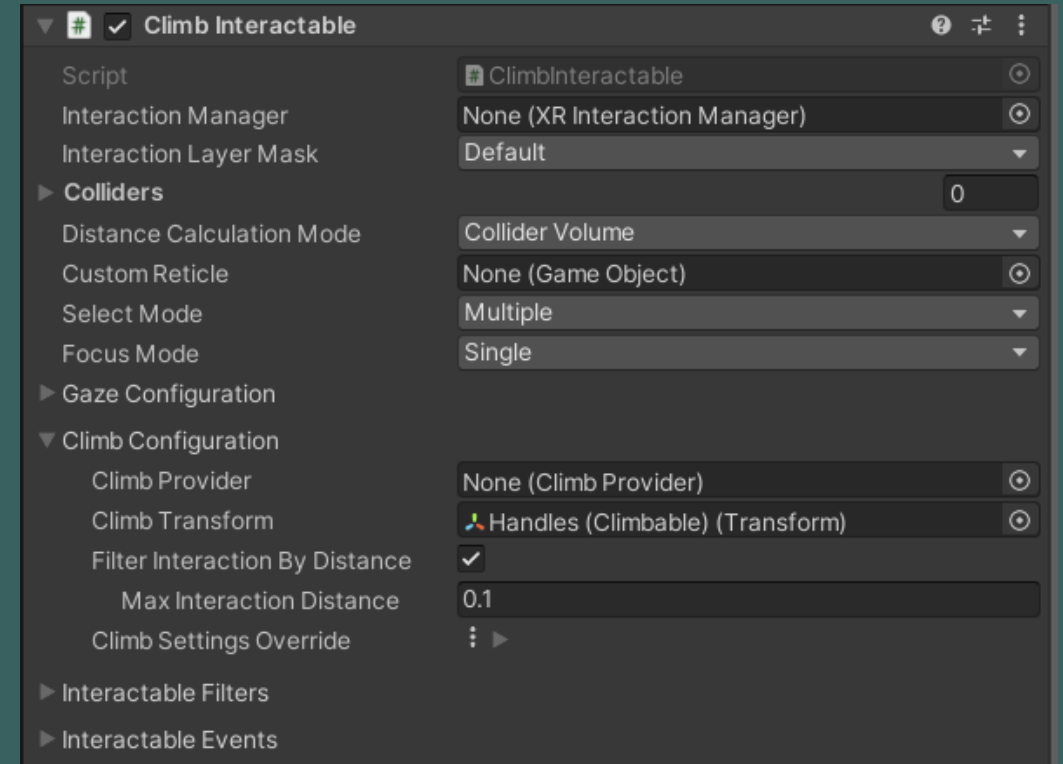 Climb Interactable
Script ClimbInteractable
Interaction Manager None (XR Interaction Manager)
Interaction Layer Mask Default
Colliders 0
Distance Calculation Mode Collider Volume
Custom Reticle None (Game Object)
Select Mode Multiple
Focus Mode Single
Gaze Configuration
Climb Configuration
Climb Provider None (Climb Provider)
Climb Transform Handles (Climbable) (Transform)
Filter Interaction By Distance
Max Interaction Distance 0.1
Climb Settings Override
Interactable Filters
Interactable Events